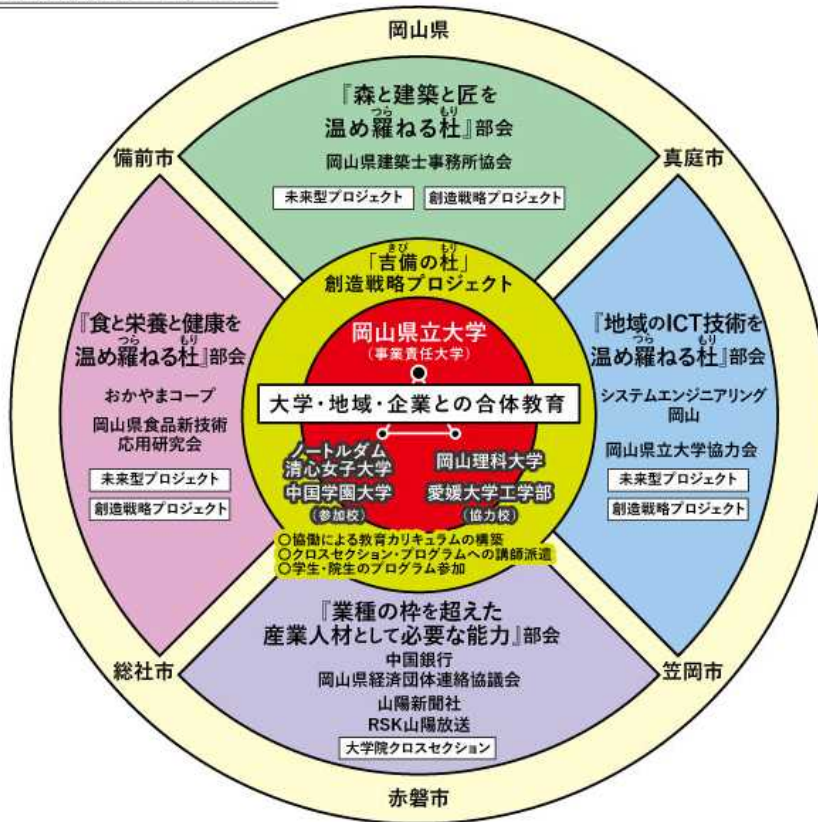 岡山県
備前市
真庭市
『森と建築と匠を
つら もり
温め羅ねる杜』部会
岡山県建築士事務所協会
未来型プロジェクト 創造戦略プロジェクト
きび もり
「吉備の杜」
創造戦略プロジェクト
岡山県立大学
(事業責任大学)
大学・地域・企業との合体教育
ノートルダム
清心女子大学
中国学園大学
(参加校)
岡山理科大学
愛媛大学工学部
(協力校)
○協働による教育カリキュラムの構築
○クロスセクション・プログラムへの講師派遣
○学生・院生のプログラム参加
『食と栄養と健康を
つら もり
温め羅ねる杜』部会
おかやまコープ
岡山県食品新技術
応用研究会
未来型プロジェクト
創造戦略プロジェクト
『地域のICT技術を
つら もり
温め羅ねる杜』部会
システムエンジニアリング
岡山
岡山県立大学協力会
未来型プロジェクト
創造戦略プロジェクト
『業種の枠を超えた
産業人材として必要な能力』部会
中国銀行
岡山県経済団体連絡協議会
山陽新聞社
RSK山陽放送
大学院クロスセクション
総社市
笠岡市
赤磐市